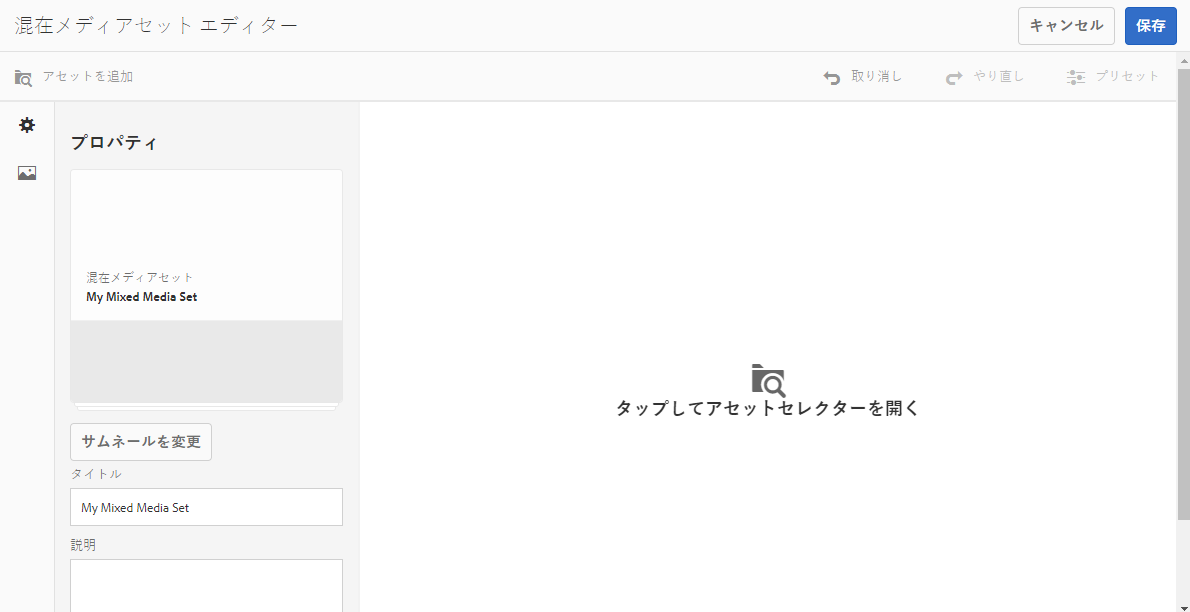 混在メディアセット エディター
キャンセル
保存
アセットを追加
取り消し
やり直し
プリセット
プロパティ
混在メディアセット
My Mixed Media Set
タップしてアセットセレクターを開く
サムネールを変更
タイトル
My Mixed Media Set
説明